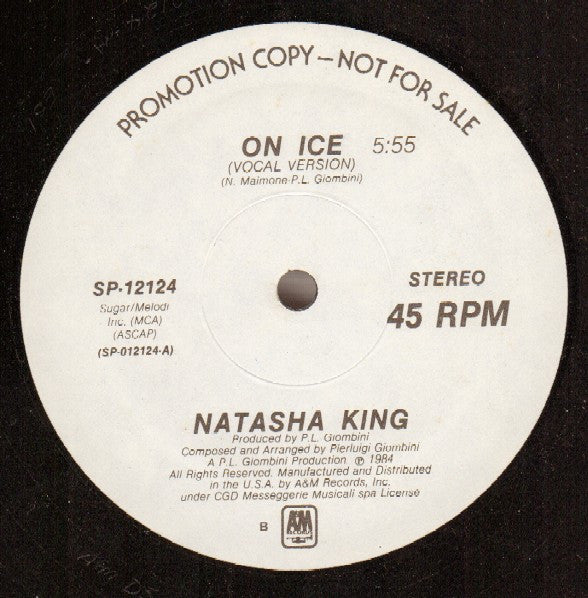 PROMOTION COPY – NOT FOR SALE
ON ICE 5:55
(VOCAL VERSION)
(N. Maimone-P.L. Giombini)
SP-12124
Sugar/Melodi
Inc. (MCA)
(ASCAP)
(SP-012124-A)
STEREO
45 RPM
NATASHA KING
Produced by P.L. Giombini
Composed and Arranged by Pierluigi Giombini
A P.L. Giombini Production ℗ 1984
All Rights Reserved. Manufactured and Distributed
in the U.S.A. by A&M Records, Inc.
under CGD Messeggerie Musicali spa License
B
A&M
RECORDS